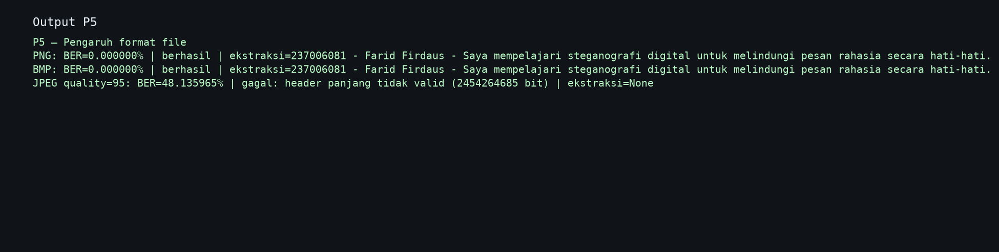 Output P5
P5 — Pengaruh format file
PNG: BER=0.000000% | berhasil | ekstraksi=237006081 - Farid Firdaus - Saya mempelajari steganografi digital untuk melindungi pesan rahasia secara hati-hati.
BMP: BER=0.000000% | berhasil | ekstraksi=237006081 - Farid Firdaus - Saya mempelajari steganografi digital untuk melindungi pesan rahasia secara hati-hati.
JPEG quality=95: BER=48.135965% | gagal: header panjang tidak valid (2454264685 bit) | ekstraksi=None